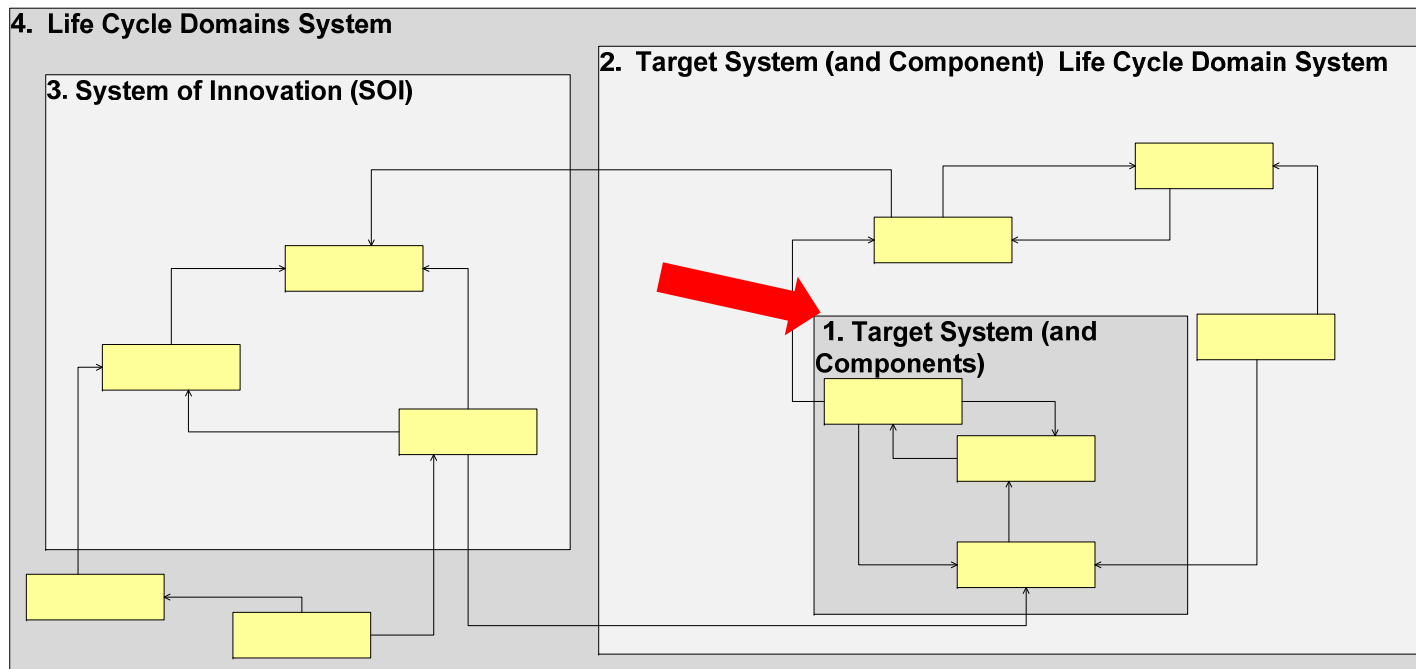 4. Life Cycle Domains System
2. Target System (and Component) Life Cycle Domain System
3. System of Innovation (SOI)
1. Target System (and
Components)